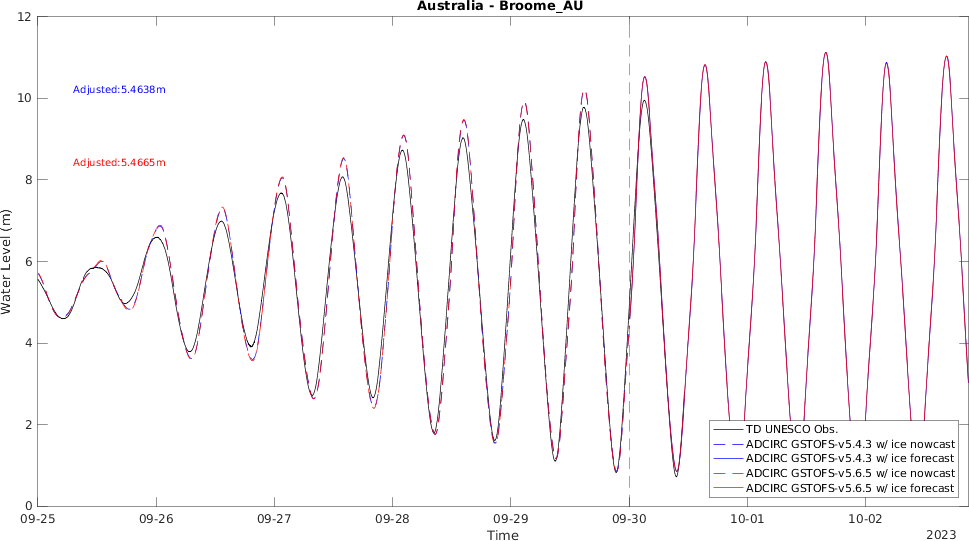 Australia - Broome_AU
12
10
8
6
4
2
0
Water Level (m)
Adjusted:5.4638m
Adjusted:5.4665m
TD UNESCO Obs.
ADCIRC GSTOFS-v5.4.3 w/ ice nowcast
ADCIRC GSTOFS-v5.4.3 w/ ice forecast
ADCIRC GSTOFS-v5.6.5 w/ ice nowcast
ADCIRC GSTOFS-v5.6.5 w/ ice forecast
09-25 09-26 09-27 09-28 09-29 09-30 10-01 10-02
Time
2023